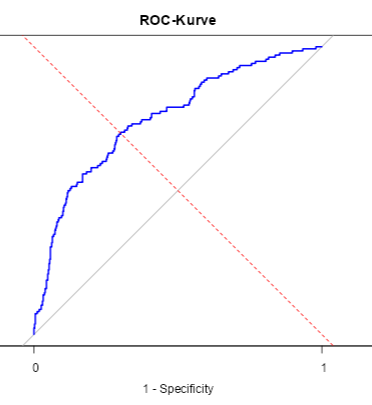 ROC-Kurve
0 1
1 - Specificity